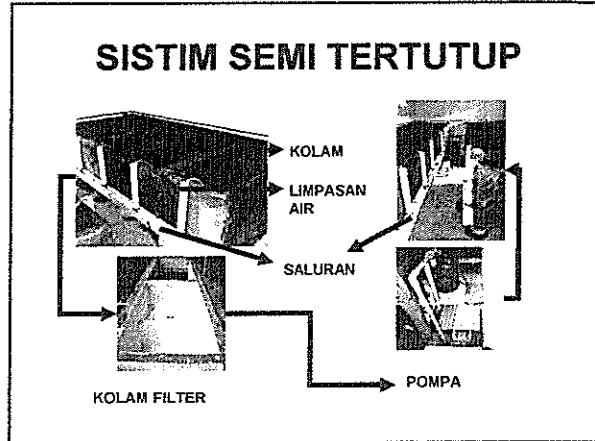 SISTIM SEMI TERTUTUP
KOLAM
LIMPASAN
AIR
SALURAN
KOLAM FILTER
POMPA